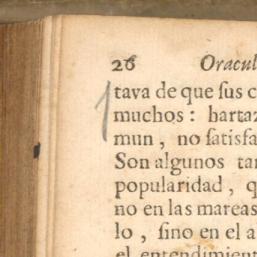 26 Oracul
tava de que ſus c
muchos: hartaz
mun, no ſatisfa
Son algunos tan
popularidad, q
no en las mareas
lo, ſino en el a
el entendimient